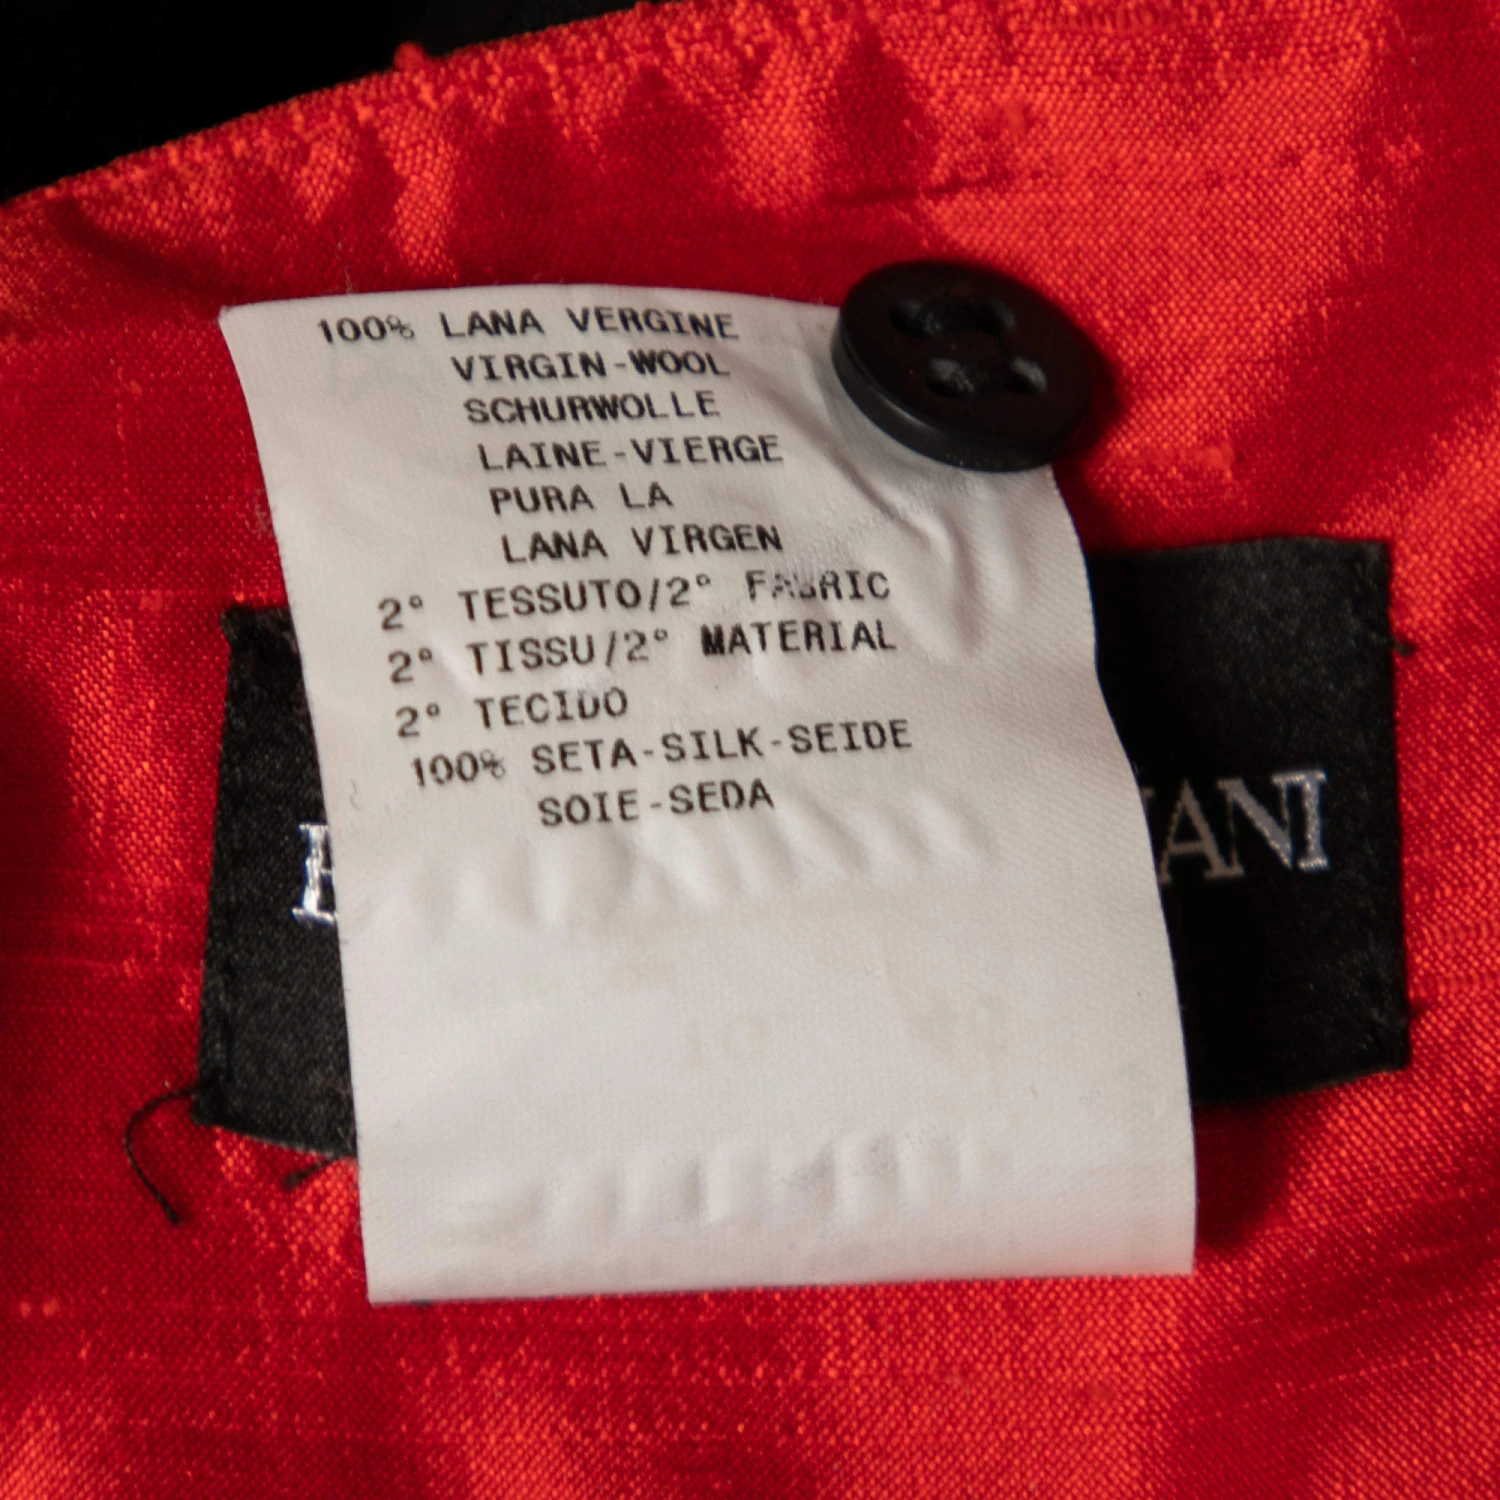 100% LANA VERGINE
VIRGIN-WOOL
SCHURWOLLE
LAINE-VIERGE
PURA LA
LANA VIRGEN
2° TESSUTO/2° FABRIC
2° TISSU/2° MATERIAL
2° TECIDO
100% SETA-SILK-SEIDE
SOIE-SEDA